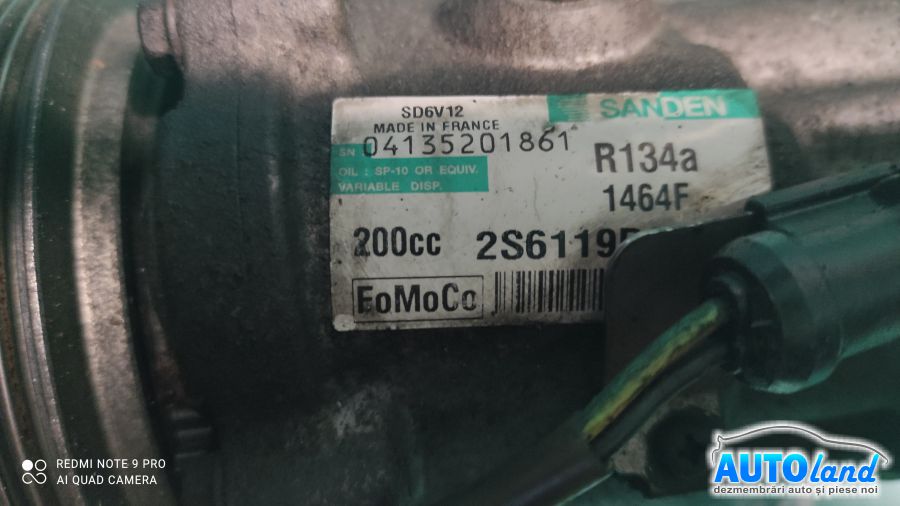 SD6V12
MADE IN FRANCE
SANDEN
SN 04135201861
OIL : SP-10 OR EQUIV.
VARIABLE DISP.
R134a
1464F
200cc
FoMoCo
REDMI NOTE 9 PRO
AI QUAD CAMERA
AUTOland
dezmembrări auto și piese noi